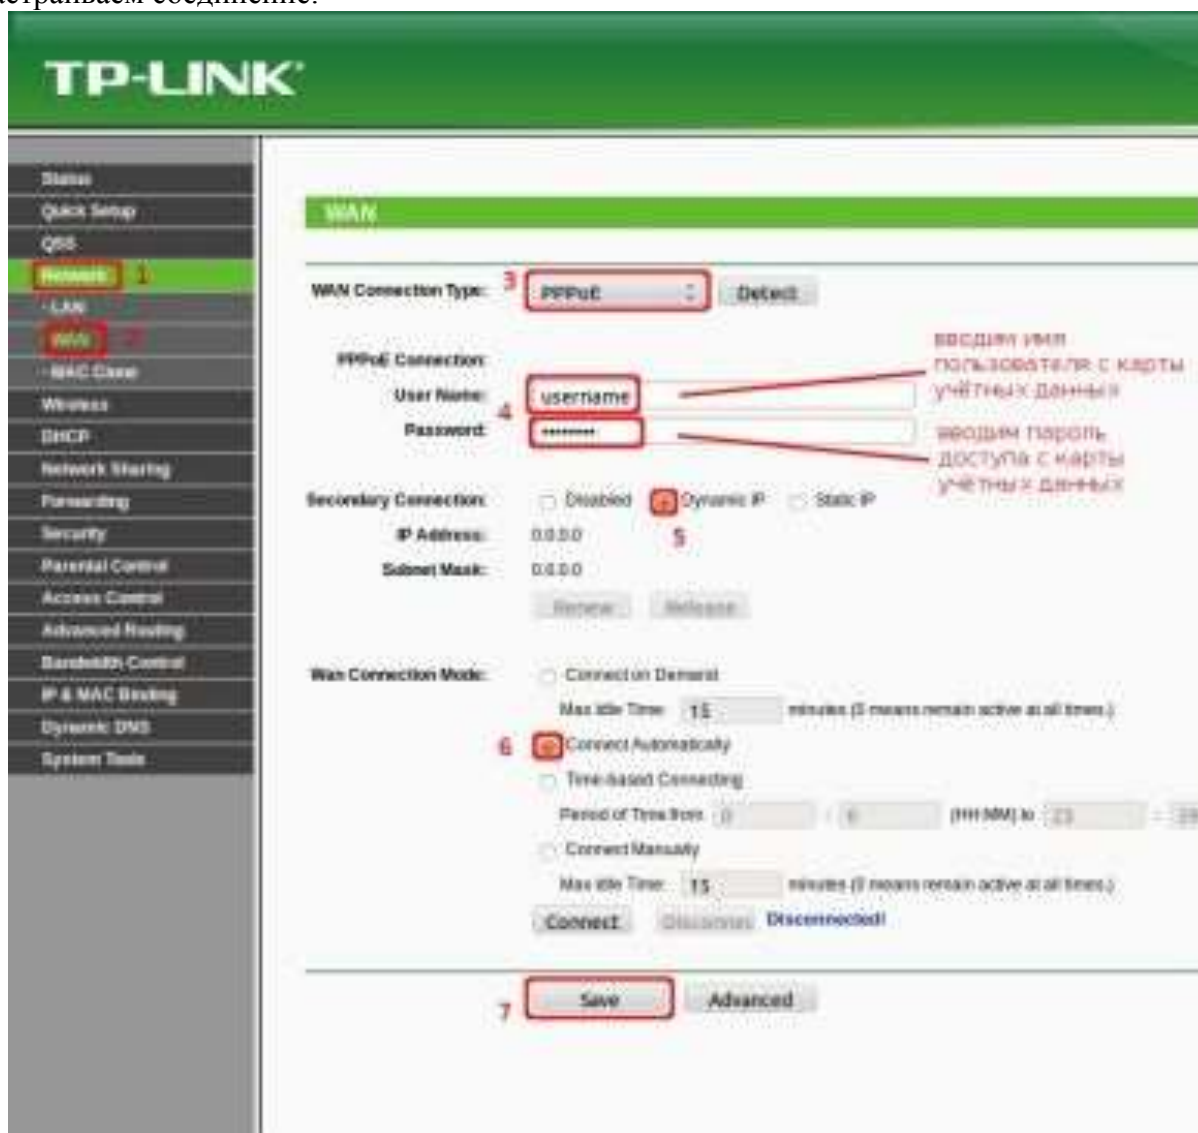 астраиваем соединение:
TP-LINK
Status
Quick Setup
QSS
Network 1
- LAN
- WAN 2
- MAC Clone
Wireless
DHCP
Network Sharing
Forwarding
Security
Parental Control
Access Control
Advanced Routing
Bandwidth Control
IP & MAC Binding
Dynamic DNS
System Tools
WAN
WAN Connection Type: 3 PPPoE Detect
PPPoE Connection:
User Name: username
4
Password: •••••••••
вводим имя
пользователя с карты
учётных данных
вводим пароль
доступа с карты
учётных данных
Secondary Connection: Disabled Dynamic IP Static IP
5
IP Address: 0.0.0.0
Subnet Mask: 0.0.0.0
Renew Release
Wan Connection Mode: Connect on Demand
Max Idle Time: 15 minutes (0 means remain active at all times.)
6 Connect Automatically
Time-based Connecting
Period of Time from 0 : 0 (HH:MM) to 23 :
Connect Manually
Max Idle Time: 15 minutes (0 means remain active at all times.)
Connect Disconnect Disconnected!
7 Save Advanced